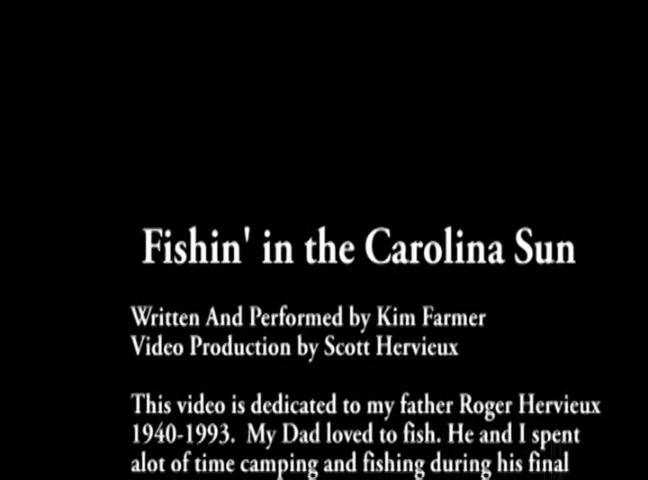 Fishin' in the Carolina Sun
Written And Performed by Kim Farmer
Video Production by Scott Hervieux
This video is dedicated to my father Roger Hervieux
1940-1993. My Dad loved to fish. He and I spent
alot of time camping and fishing during his final